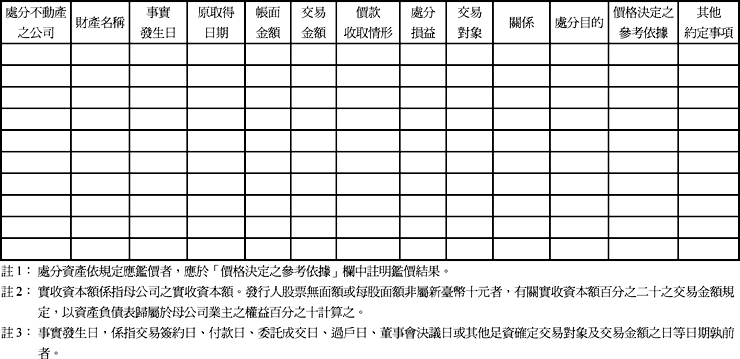 處分不動產之公司 財產名稱 事實發生日 原取得日期 帳面金額 交易金額 價款收取情形 處分損益 交易對象 關係 處分目的 價格決定之參考依據 其他約定事項
註1：處分資產依規定應鑑價者，應於「價格決定之參考依據」欄中註明鑑價結果。
註2：實收資本額係指母公司之實收資本額。發行人股票無面額或每股面額非屬新臺幣十元者，有關實收資本額百分之二十之交易金額規
定，以資產負債表歸屬於母公司業主之權益百分之十計算之。
註3：事實發生日，係指交易簽約日、付款日、委託成交日、過戶日、董事會決議日或其他足資確定交易對象及交易金額之日等日期孰前
者。